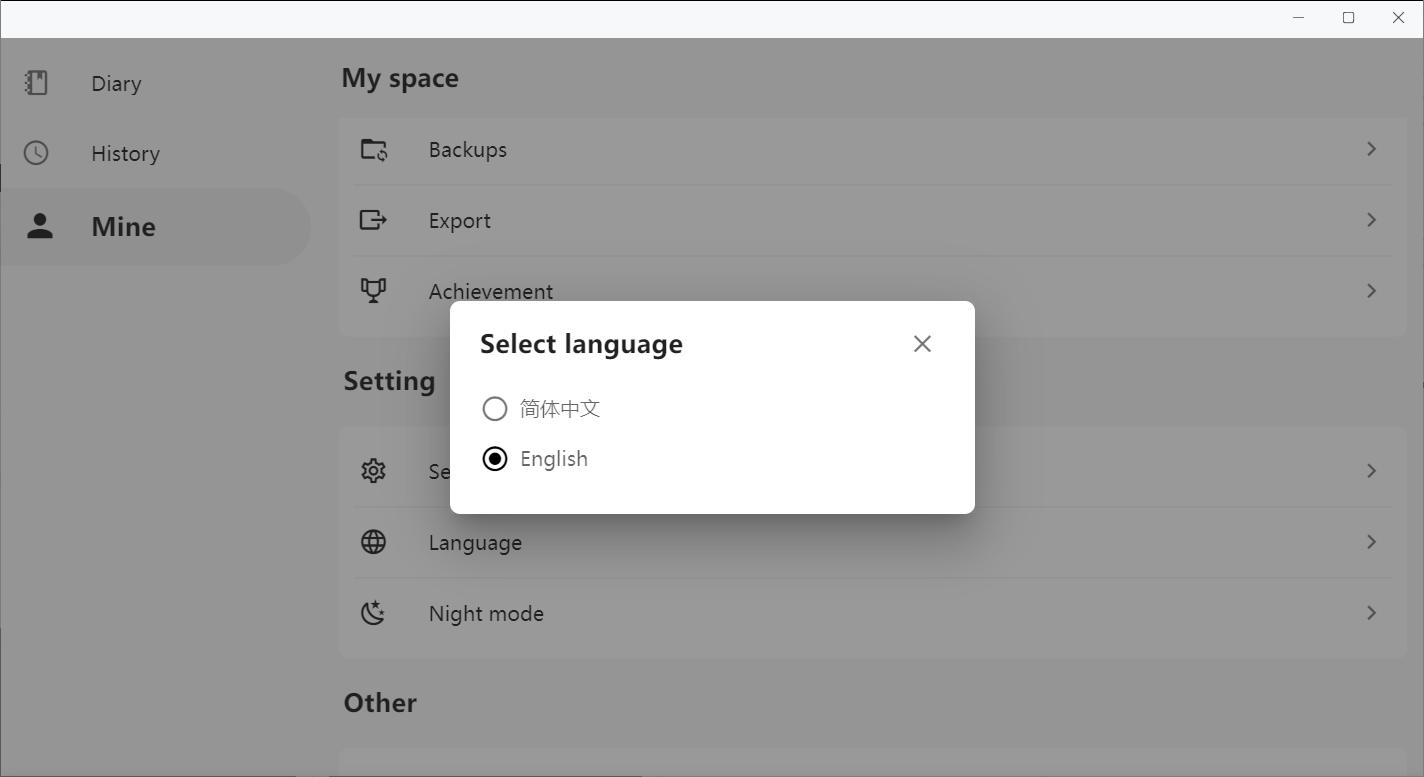 Diary
History
Mine
My space
Backups
Export
Achievement
Setting
Select language
简体中文
English
Language
Night mode
Other